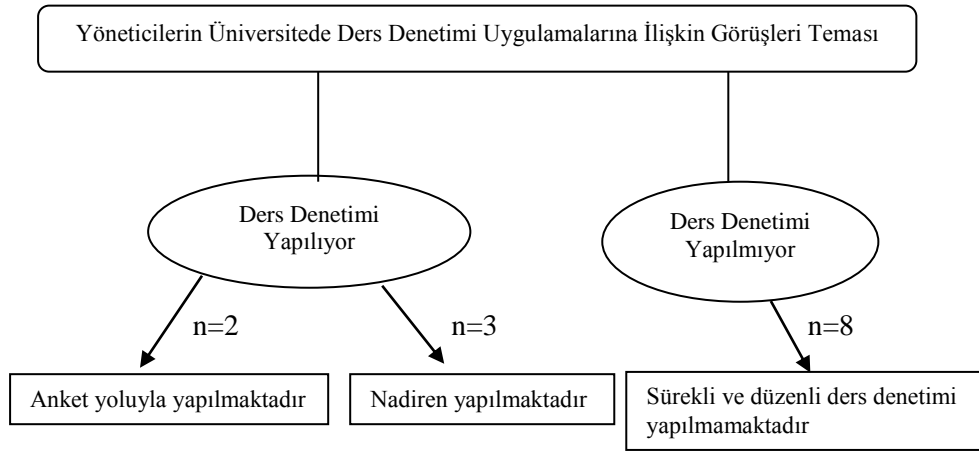 Yöneticilerin Üniversitede Ders Denetimi Uygulamalarına İlişkin Görüşleri Teması
Ders Denetimi
Yapılıyor
Ders Denetimi
Yapılmıyor
n=2
n=3
n=8
Anket yoluyla yapılmaktadır
Nadiren yapılmaktadır
Sürekli ve düzenli ders denetimi
yapılmamaktadır